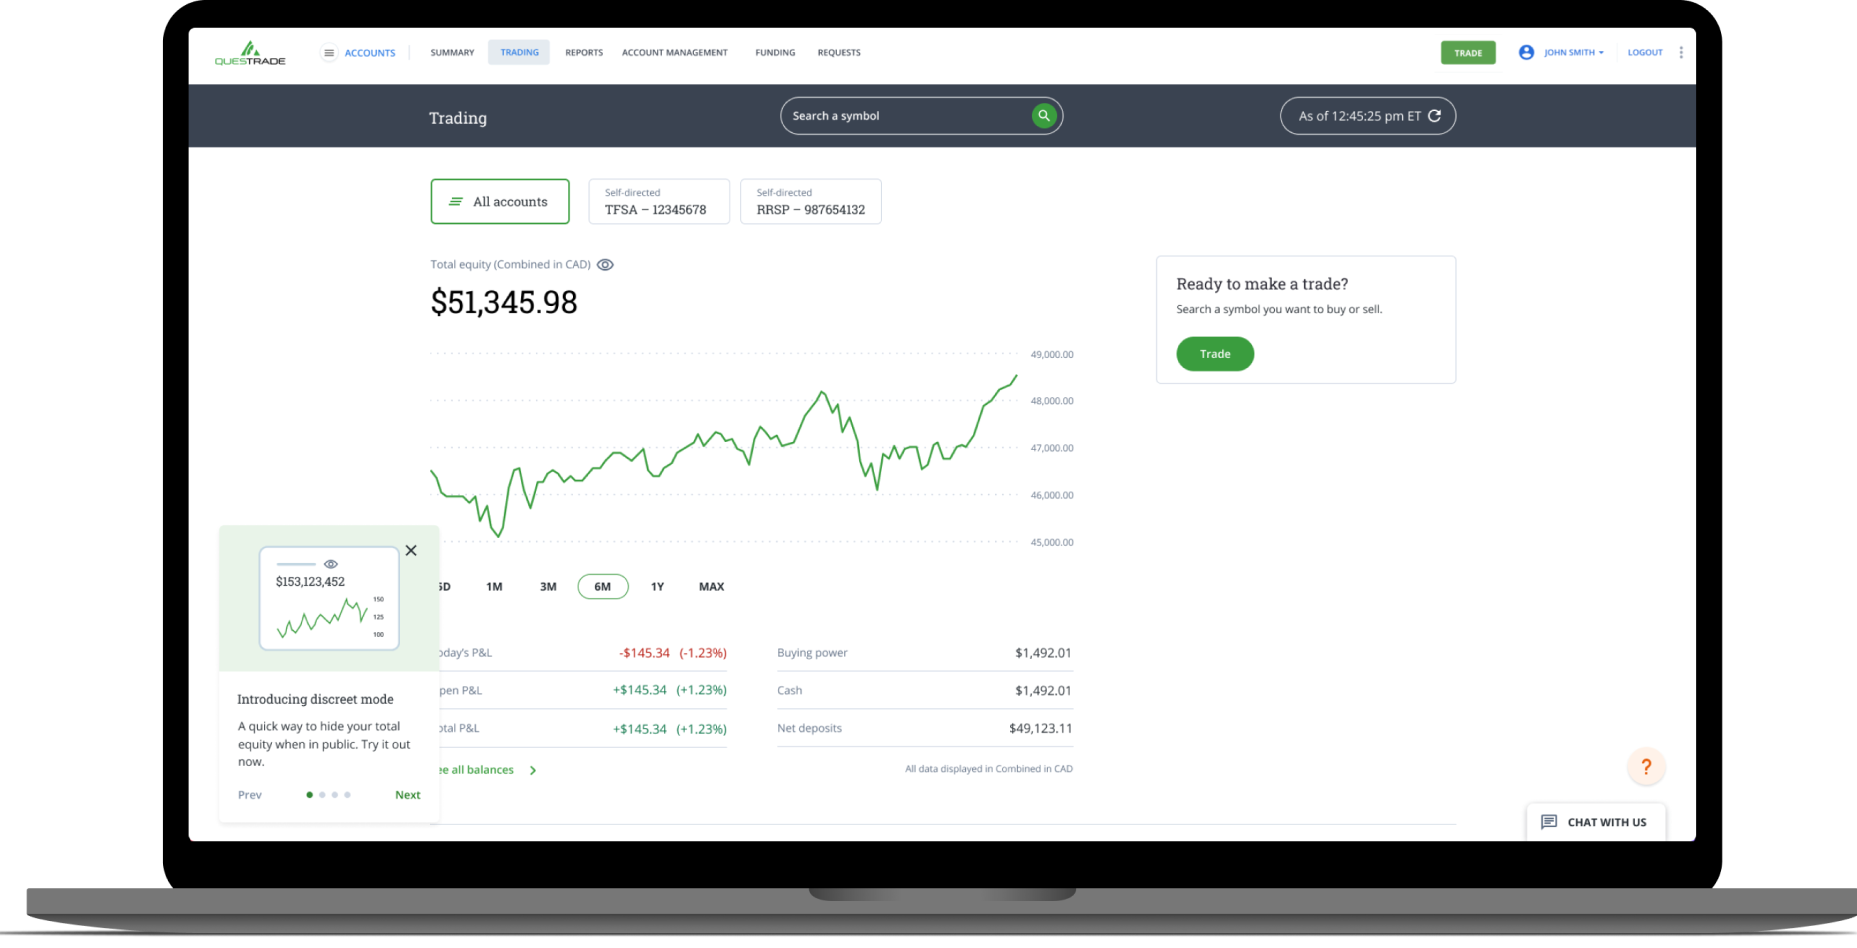 QUESTRADE
ACCOUNTS
SUMMARY
TRADING
REPORTS
ACCOUNT MANAGEMENT
FUNDING
REQUESTS
TRADE
JOHN SMITH
LOGOUT
Trading
Search a symbol
As of 12:45:25 pm ET
All accounts
Self-directed
TFSA – 12345678
Self-directed
RRSP – 987654132
Total equity (Combined in CAD)
$51,345.98
Ready to make a trade?
Search a symbol you want to buy or sell.
Trade
49,000.00
48,000.00
47,000.00
46,000.00
45,000.00
5D
1M
3M
6M
1Y
MAX
oday's P&L
-$145.34 (-1.23%)
pen P&L
+$145.34 (+1.23%)
otal P&L
+$145.34 (+1.23%)
ee all balances
Buying power
$1,492.01
Cash
$1,492.01
Net deposits
$49,123.11
All data displayed in Combined in CAD
$153,123,452
150
125
100
Introducing discreet mode
A quick way to hide your total
equity when in public. Try it out
now.
Prev
Next
?
CHAT WITH US